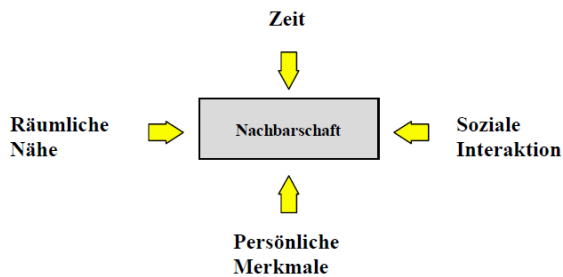 Zeit
Räumliche
Nähe
Nachbarschaft
Soziale
Interaktion
Persönliche
Merkmale